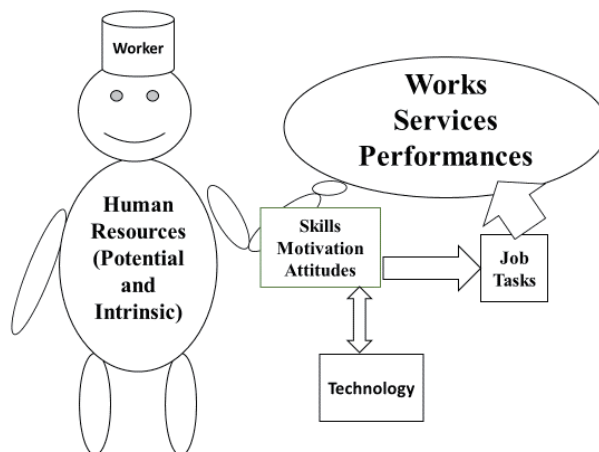 Worker
Works
Services
Performances
Human
Resources
(Potential
and
Intrinsic)
Skills
Motivation
Attitudes
Job
Tasks
Technology